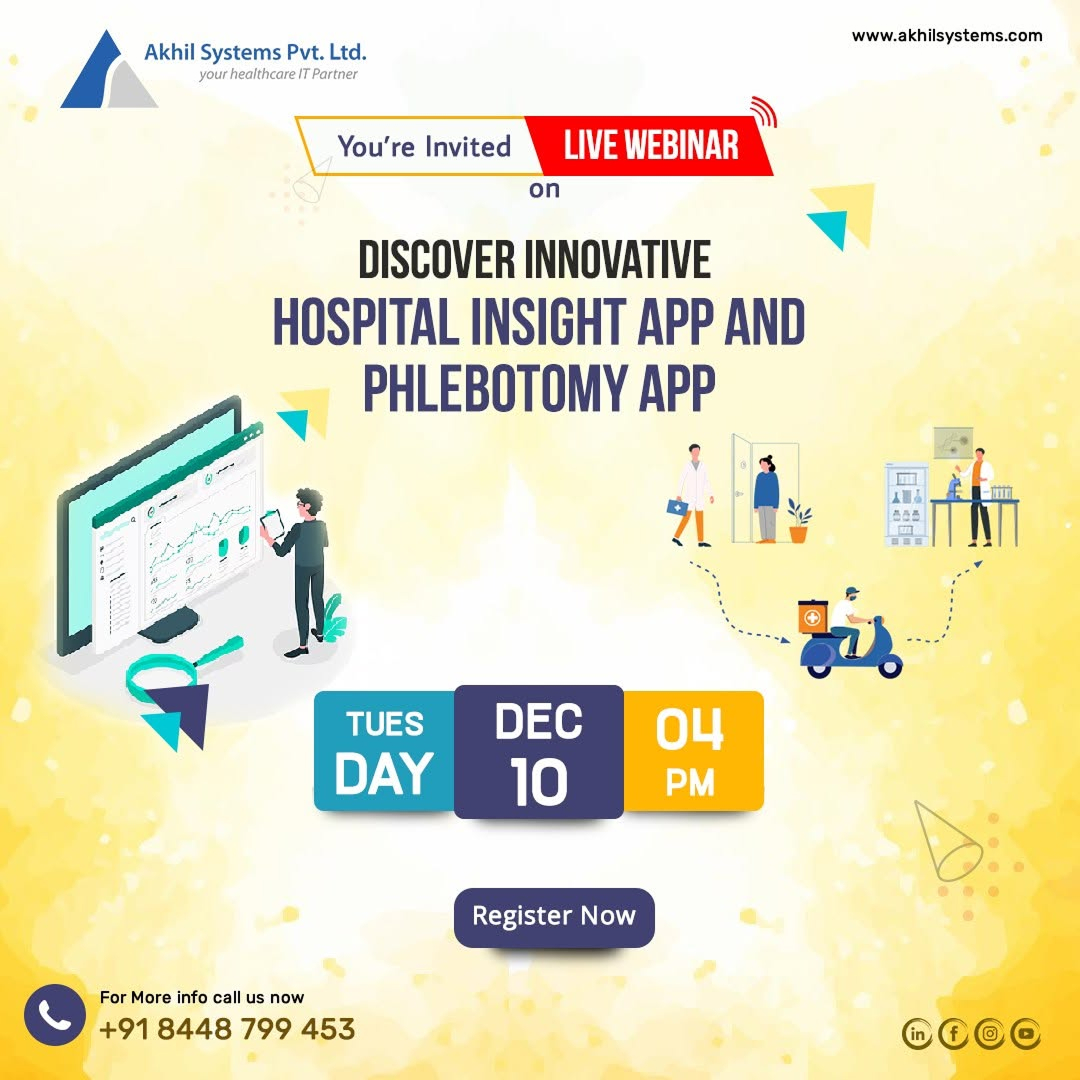 Akhil Systems Pvt. Ltd.
your healthcare IT Partner
www.akhilsystems.com
You're Invited
LIVE WEBINAR
on
DISCOVER INNOVATIVE
HOSPITAL INSIGHT APP AND
PHLEBOTOMY APP
TUES
DAY
DEC
10
04
PM
Register Now
For More info call us now
+91 8448 799 453